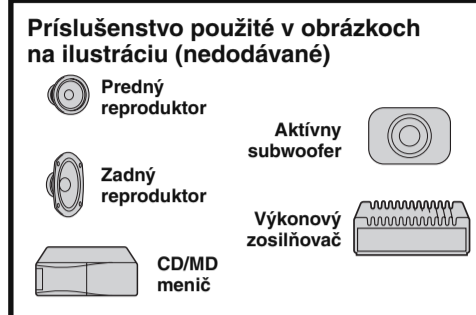 Príslušenstvo použité v obrázkoch
na ilustráciu (nedodávané)
Predný
reproduktor
Zadný
reproduktor
CD/MD
menič
Aktívny
subwoofer
Výkonový
zosilňovač